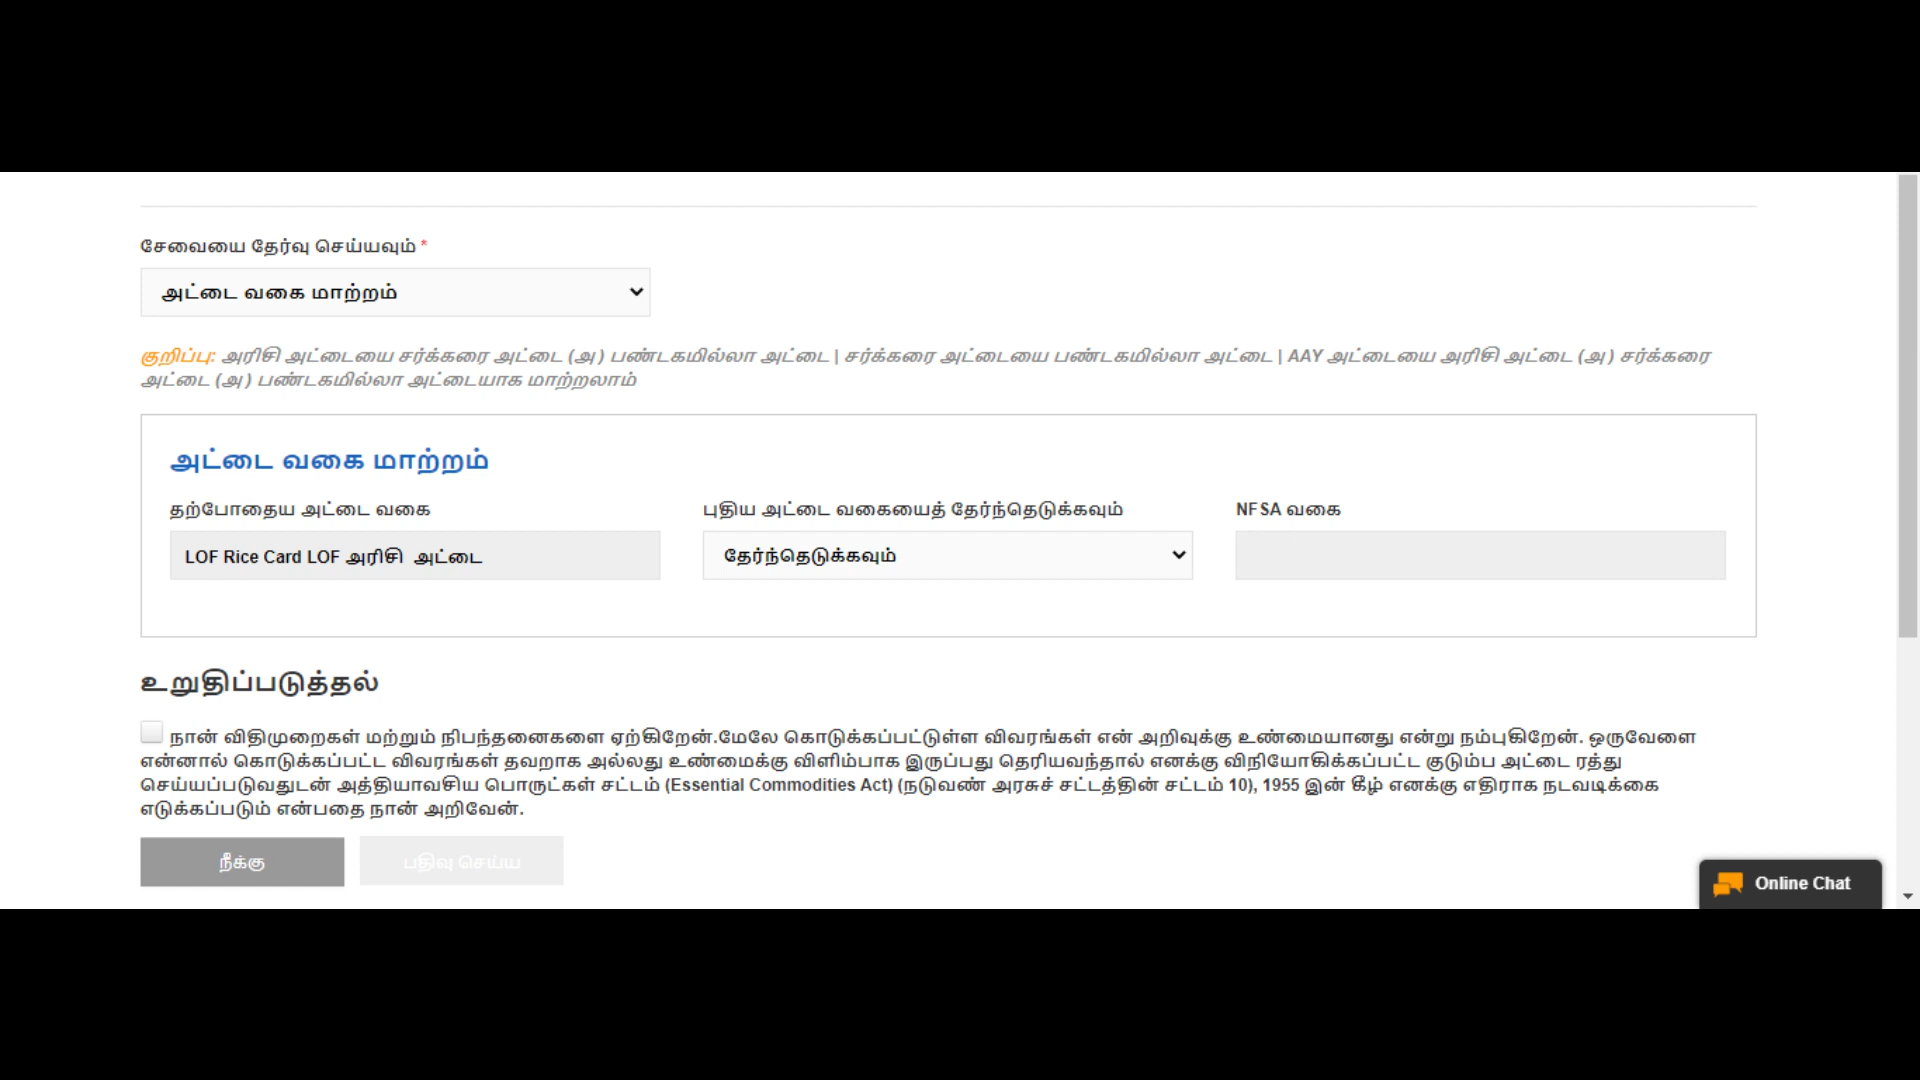 சேவையை தேர்வு செய்யவும் *
அட்டை வகை மாற்றம்
குறிப்பு: அரிசி அட்டையை சர்க்கரை அட்டை (அ ) பண்டகமில்லா அட்டை | சர்க்கரை அட்டையை பண்டகமில்லா அட்டை | AAY அட்டையை அரிசி அட்டை (அ ) சர்க்கரை
அட்டை (அ ) பண்டகமில்லா அட்டையாக மாற்றலாம்
அட்டை வகை மாற்றம்
தற்போதைய அட்டை வகை
புதிய அட்டை வகையைத் தேர்ந்தெடுக்கவும்
NFSA வகை
LOF Rice Card LOF அரிசி அட்டை
தேர்ந்தெடுக்கவும்
உறுதிப்படுத்தல்
நான் விதிமுறைகள் மற்றும் நிபந்தனைகளை ஏற்கிறேன்.மேலே கொடுக்கப்பட்டுள்ள விவரங்கள் என் அறிவுக்கு உண்மையானது என்று நம்புகிறேன். ஒருவேளை
என்னால் கொடுக்கப்பட்ட விவரங்கள் தவறாக அல்லது உண்மைக்கு விளிம்பாக இருப்பது தெரியவந்தால் எனக்கு விநியோகிக்கப்பட்ட குடும்ப அட்டை ரத்து
செய்யப்படுவதுடன் அத்தியாவசிய பொருட்கள் சட்டம் (Essential Commodities Act) (நடுவண் அரசுச் சட்டத்தின் சட்டம் 10), 1955 இன் கீழ் எனக்கு எதிராக நடவடிக்கை
எடுக்கப்படும் என்பதை நான் அறிவேன்.
நீக்கு
பதிவு செய்ய
Online Chat